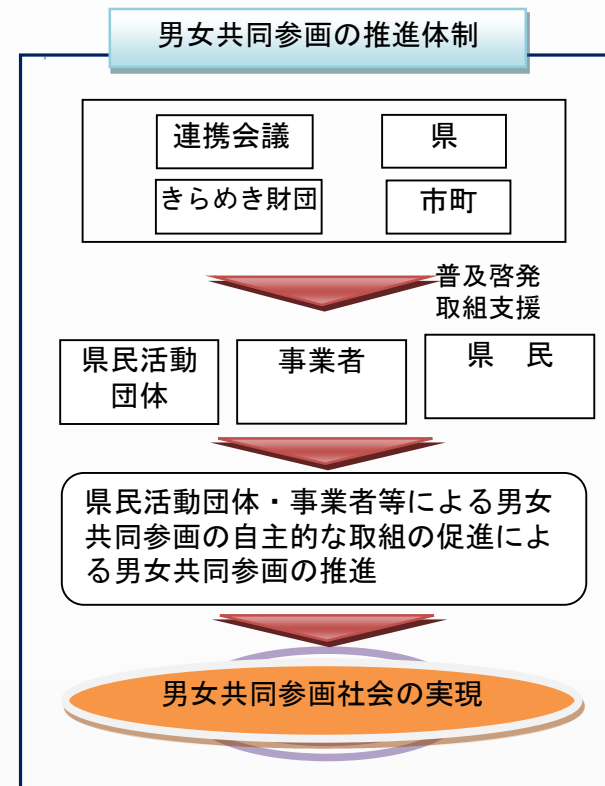 男女共同参画の推進体制
連携会議
県
きらめき財団
市町
普及啓発
取組支援
県民活動
団体
事業者
県　民
県民活動団体・事業者等による男女
共同参画の自主的な取組の促進によ
る男女共同参画の推進
男女共同参画社会の実現